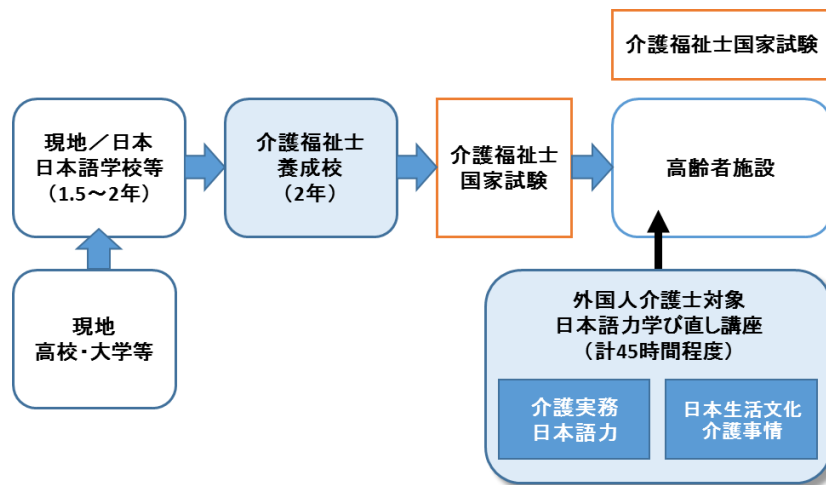 介護福祉士国家試験
現地／日本
日本語学校等
（1.5～2年）
介護福祉士
養成校
（2年）
介護福祉士
国家試験
高齢者施設
現地
高校・大学等
外国人介護士対象
日本語力学び直し講座
（計45時間程度）
介護実務
日本語力
日本生活文化
介護事情